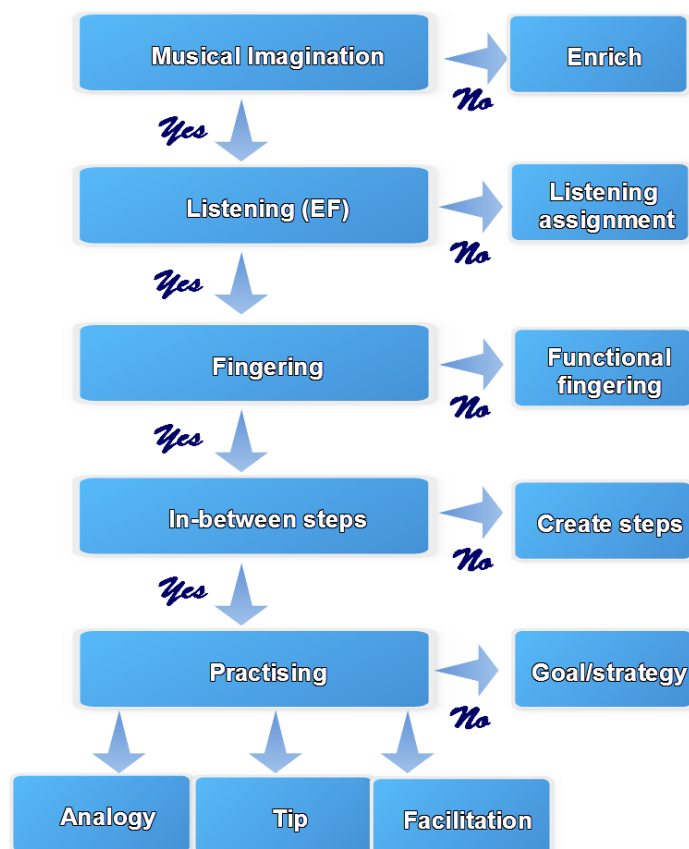 Musical Imagination
Enrich
Yes
No
Listening (EF)
Listening
assignment
Yes
No
Fingering
Functional
fingering
Yes
No
In-between steps
Create steps
Yes
No
Practising
Goal/strategy
No
Analogy
Tip
Facilitation